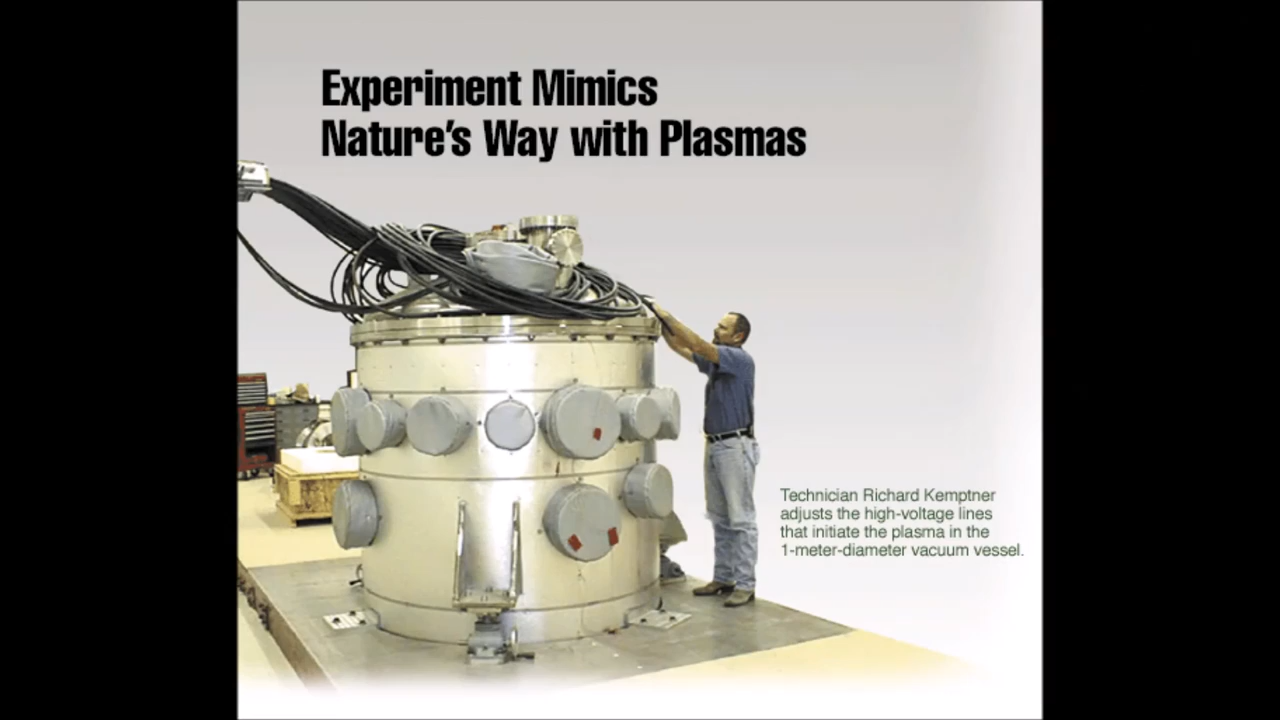 Experiment Mimics
Nature's Way with Plasmas
Technician Richard Kemptner
adjusts the high-voltage lines
that initiate the plasma in the
1-meter-diameter vacuum vessel.